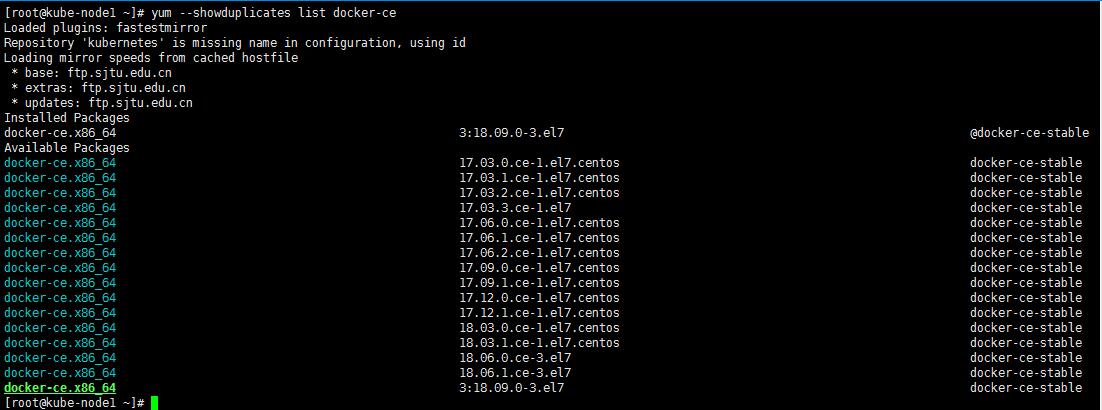 [root@kube-node1 ~]# yum --showduplicates list docker-ce
Loaded plugins: fastestmirror
Repository 'kubernetes' is missing name in configuration, using id
Loading mirror speeds from cached hostfile
 * base: ftp.sjtu.edu.cn
 * extras: ftp.sjtu.edu.cn
 * updates: ftp.sjtu.edu.cn
Installed Packages
docker-ce.x86_64 3:18.09.0-3.el7 @docker-ce-stable
Available Packages
docker-ce.x86_64 17.03.0.ce-1.el7.centos docker-ce-stable
docker-ce.x86_64 17.03.1.ce-1.el7.centos docker-ce-stable
docker-ce.x86_64 17.03.2.ce-1.el7.centos docker-ce-stable
docker-ce.x86_64 17.03.3.ce-1.el7 docker-ce-stable
docker-ce.x86_64 17.06.0.ce-1.el7.centos docker-ce-stable
docker-ce.x86_64 17.06.1.ce-1.el7.centos docker-ce-stable
docker-ce.x86_64 17.06.2.ce-1.el7.centos docker-ce-stable
docker-ce.x86_64 17.09.0.ce-1.el7.centos docker-ce-stable
docker-ce.x86_64 17.09.1.ce-1.el7.centos docker-ce-stable
docker-ce.x86_64 17.12.0.ce-1.el7.centos docker-ce-stable
docker-ce.x86_64 17.12.1.ce-1.el7.centos docker-ce-stable
docker-ce.x86_64 18.03.0.ce-1.el7.centos docker-ce-stable
docker-ce.x86_64 18.03.1.ce-1.el7.centos docker-ce-stable
docker-ce.x86_64 18.06.0.ce-3.el7 docker-ce-stable
docker-ce.x86_64 18.06.1.ce-3.el7 docker-ce-stable
docker-ce.x86_64 3:18.09.0-3.el7 docker-ce-stable
[root@kube-node1 ~]#